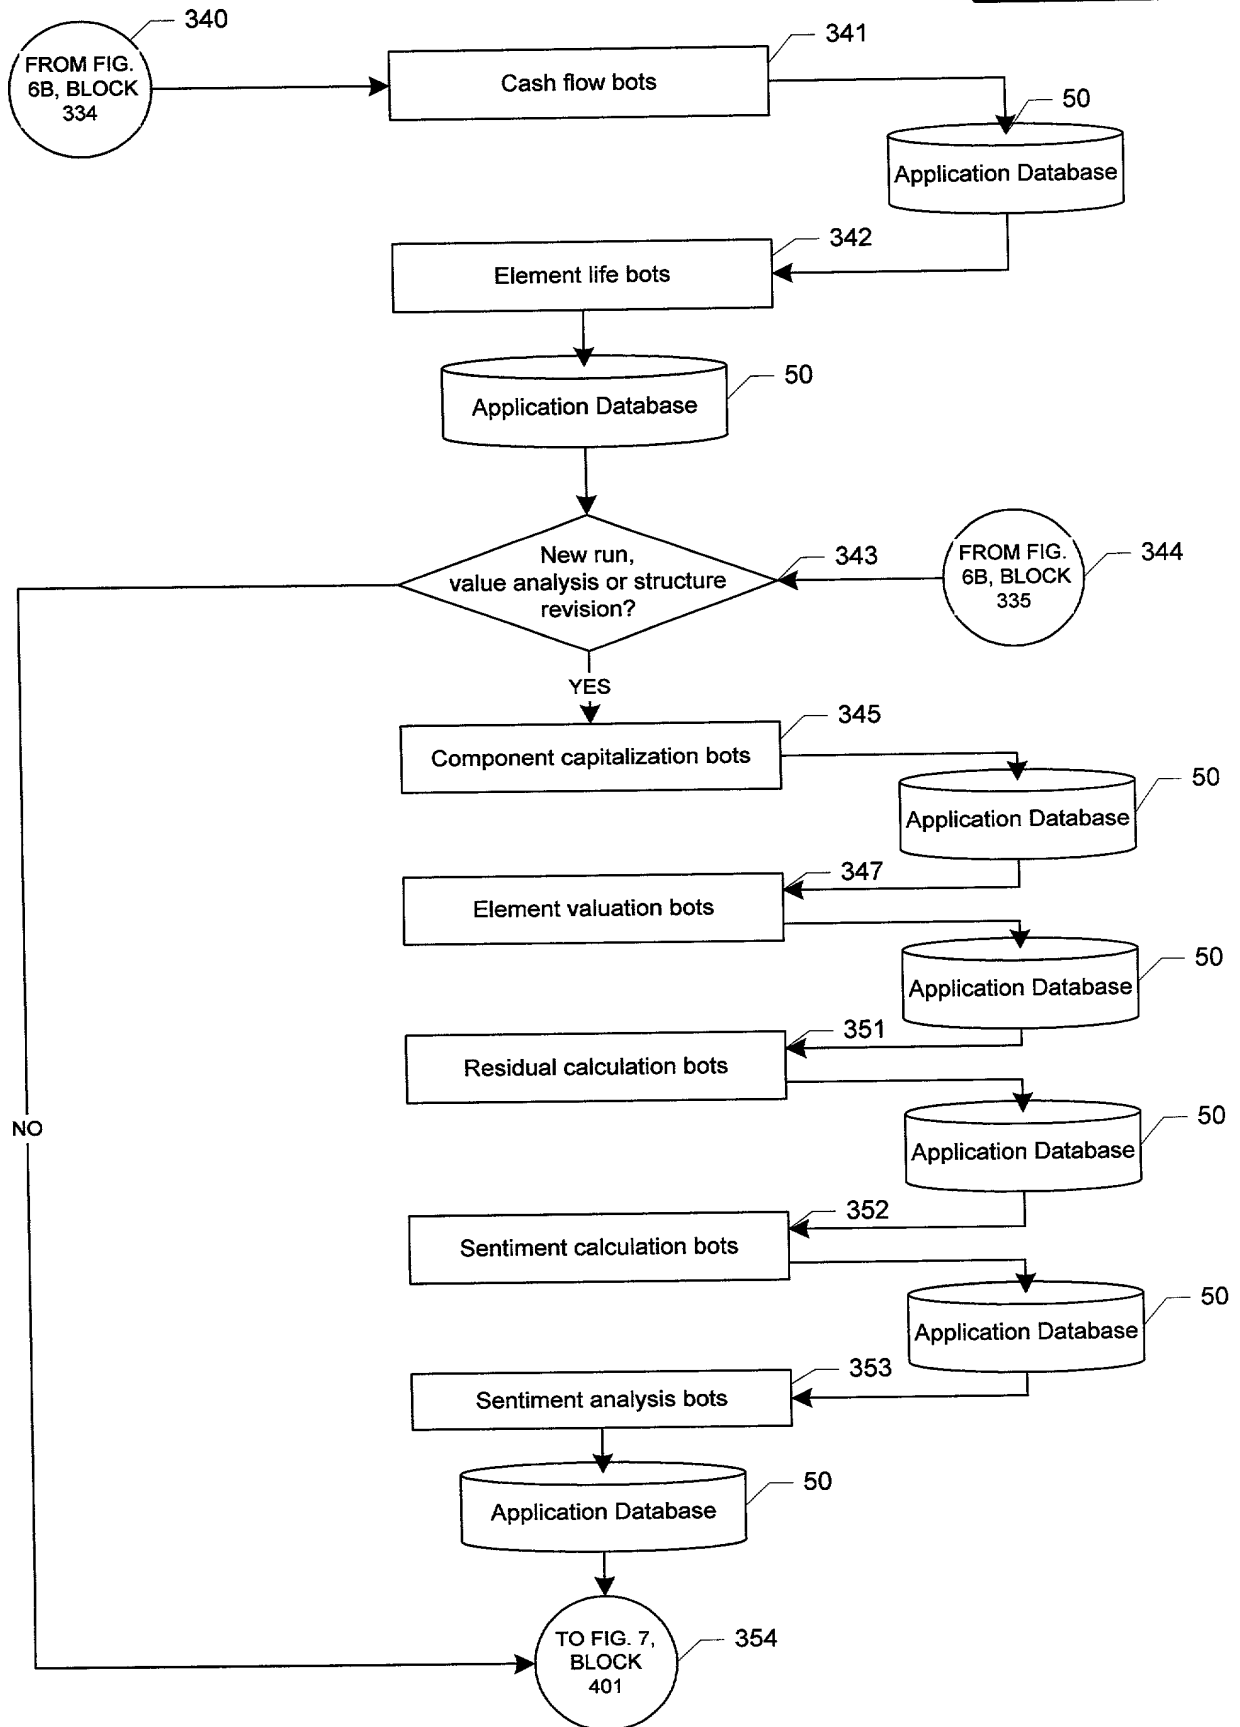 340
FROM FIG.
6B, BLOCK
334
341
Cash flow bots
50
Application Database
342
Element life bots
50
Application Database
New run,
value analysis or structure
revision?
343
FROM FIG.
6B, BLOCK
335
344
YES
345
Component capitalization bots
50
Application Database
347
Element valuation bots
50
Application Database
351
Residual calculation bots
NO
50
Application Database
352
Sentiment calculation bots
50
Application Database
353
Sentiment analysis bots
50
Application Database
TO FIG. 7,
BLOCK
401
354